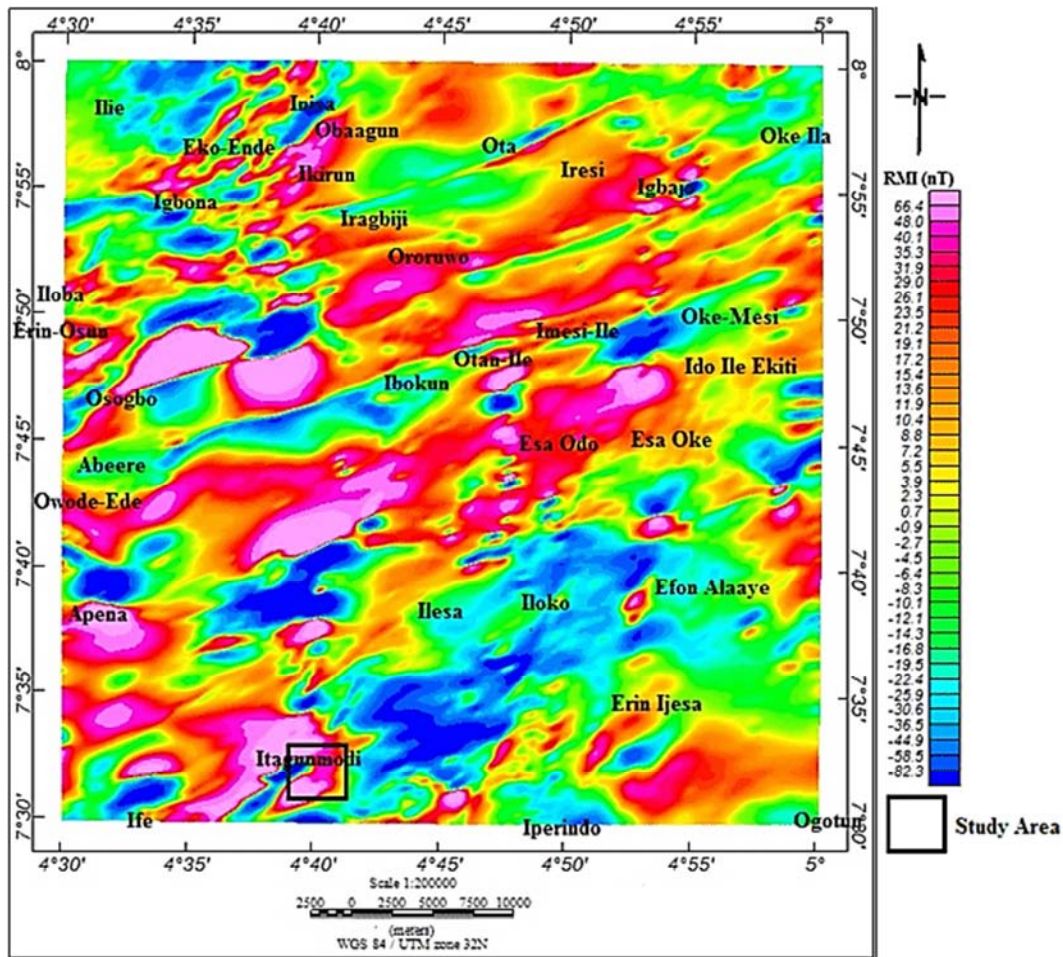 4°30' 4°35' 4°40' 4°45' 4°50' 4°55' 5°
8° 8°
Ilie
Inisa
Obaagun
Oke Ila
Eko-Ende
Ota
Ikirun
Iresi
Igbajo
7°55' 7°55'
Igbona
Iragbiji
Ororuwo
Iloba
7°50' 7°50'
Erin-Osun
Imesi-Ile
Oke-Mesi
Otan-Ile
Ido Ile Ekiti
Ibokun
Osogbo
7°45' 7°45'
Esa Odo
Esa Oke
Abeere
Owode-Ede
7°40' 7°40'
Efon Alaaye
Apena
Ilesa
Iloko
7°35' 7°35'
Erin Ijesa
Itagunmodi
7°30' 7°30'
Ife
Iperindo
Ogotun
4°30' 4°35' 4°40' 4°45' 4°50' 4°55' 5°
Scale 1:200000
2500 0 2500 5000 7500 10000
(meters)
WGS 84 / UTM zone 32N
N
RMI (nT)
66.4
48.0
40.1
35.3
31.9
29.0
26.1
23.5
21.2
19.1
17.2
15.4
13.6
11.9
10.4
8.8
7.2
5.5
3.9
2.3
0.7
-0.9
-2.7
-4.5
-6.4
-8.3
-10.1
-12.1
-14.3
-16.8
-19.5
-22.4
-25.9
-30.6
-36.5
-44.9
-58.5
-82.3
Study Area